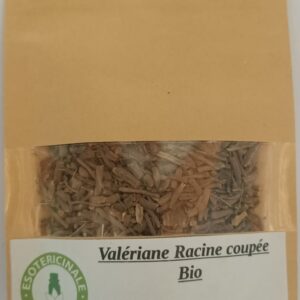 Valériane Racine coupée
Bio
ESOTERICINALE